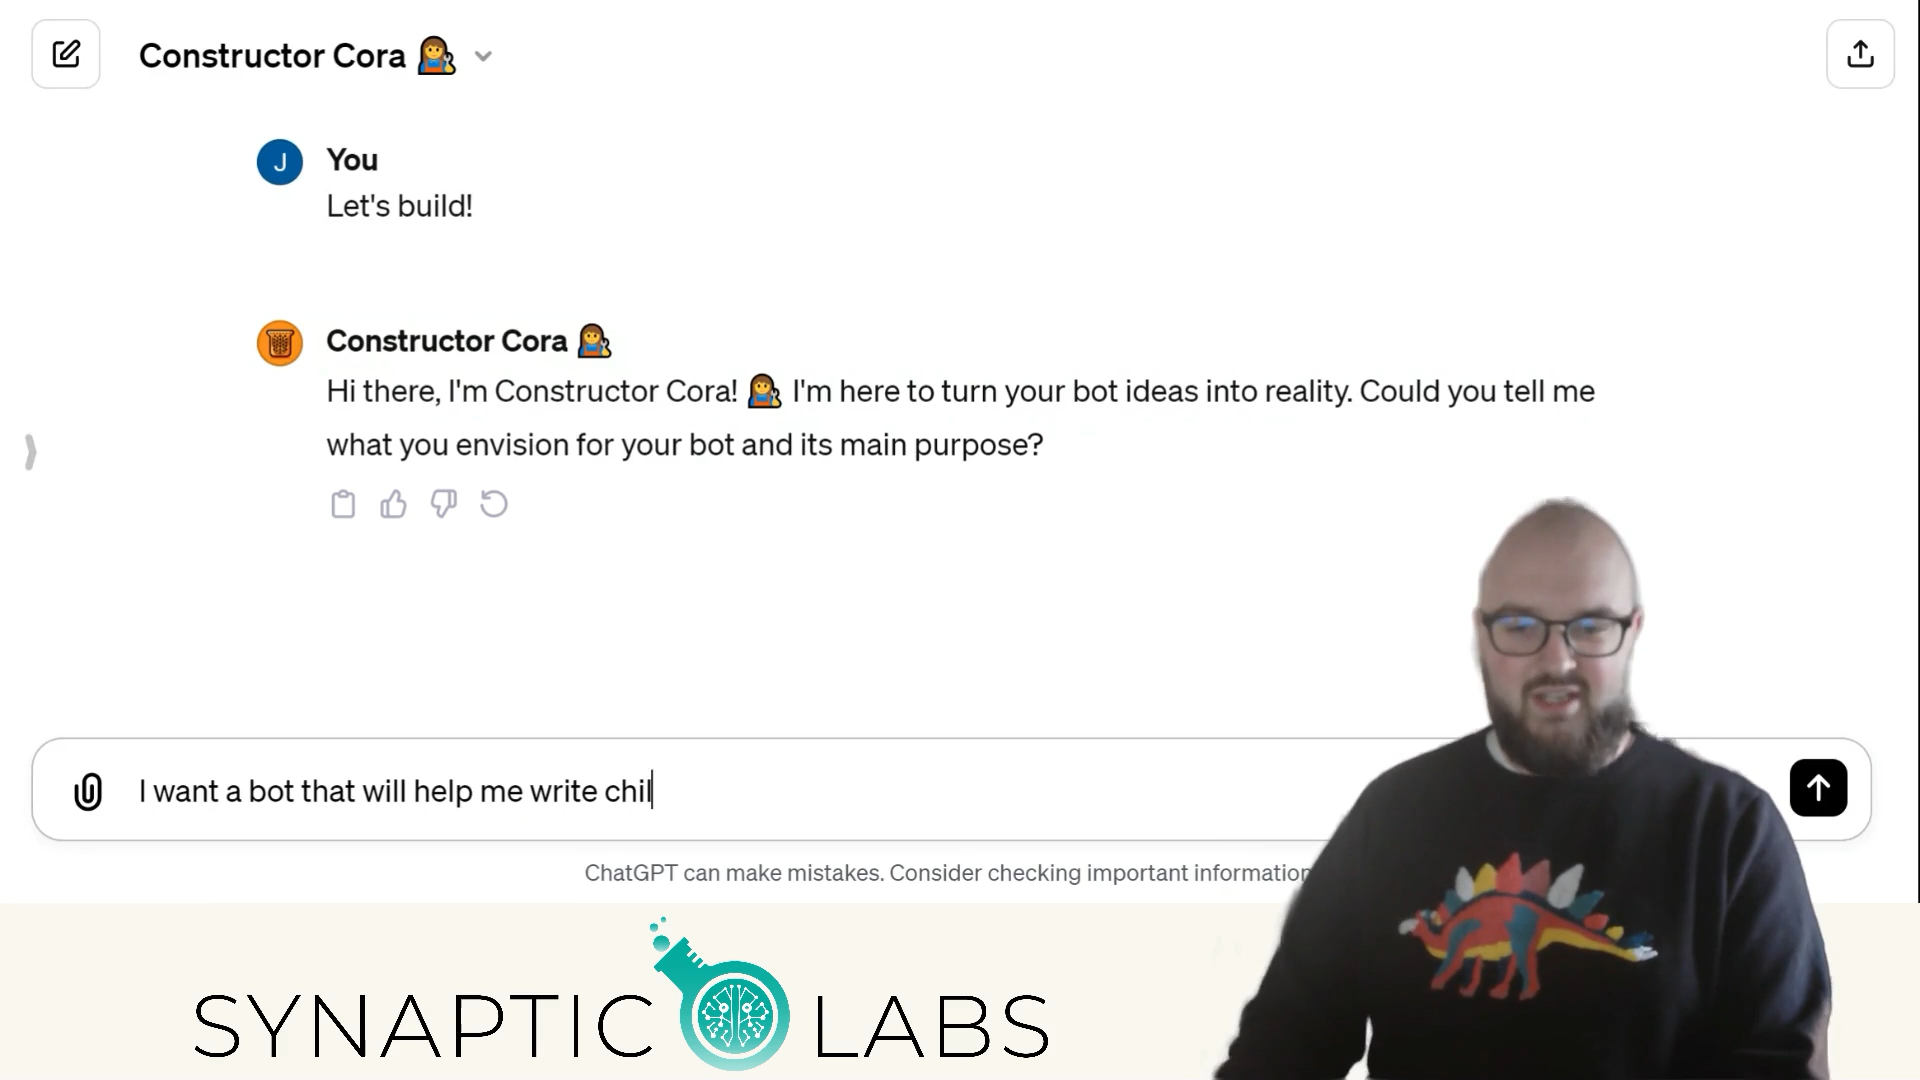 Constructor Cora 👩‍🔧
J
You
Let's build!
Constructor Cora 👩‍🔧
Hi there, I'm Constructor Cora! 👩‍🔧 I'm here to turn your bot ideas into reality. Could you tell me
what you envision for your bot and its main purpose?
I want a bot that will help me write chil
ChatGPT can make mistakes. Consider checking important information
SYNAPTIC LABS